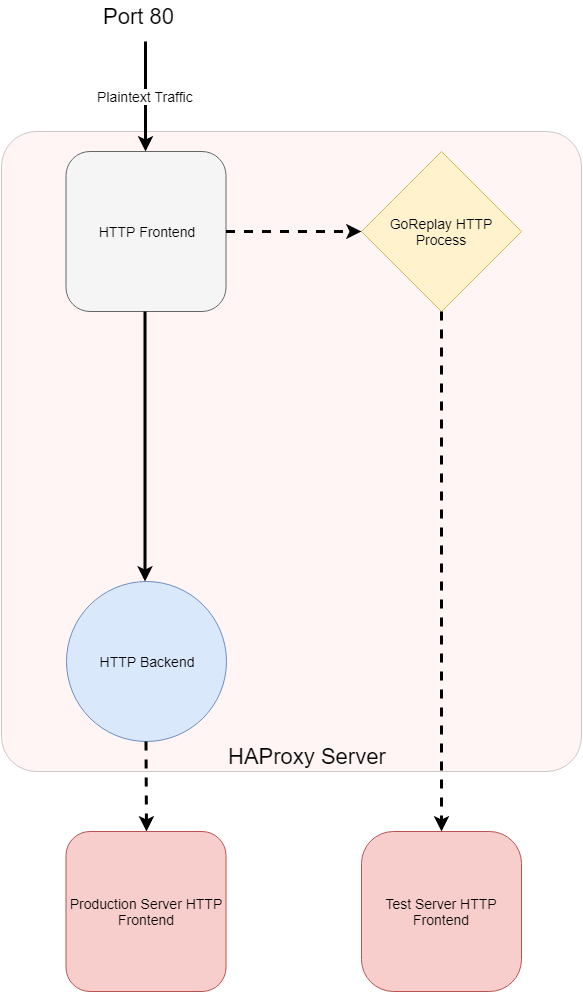 Port 80
Plaintext Traffic
HTTP Frontend
GoReplay HTTP
Process
HTTP Backend
HAProxy Server
Production Server HTTP
Frontend
Test Server HTTP
Frontend